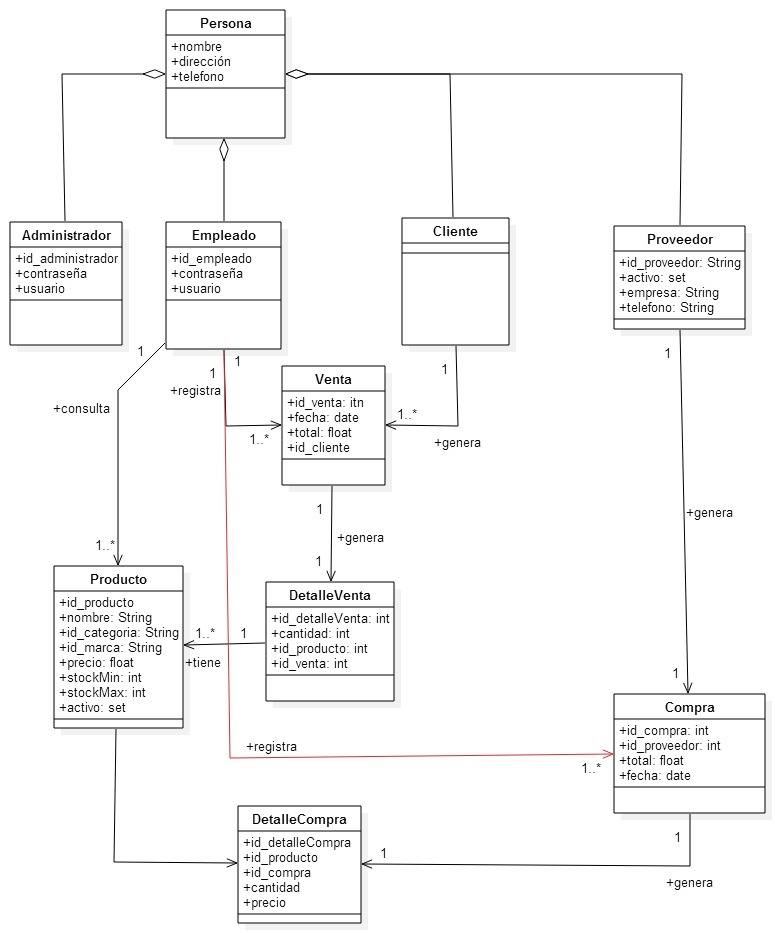 Persona
+nombre
+dirección
+telefono
Administrador
+id_administrador
+contraseña
+usuario
Empleado
+id_empleado
+contraseña
+usuario
Cliente
Proveedor
+id_proveedor: String
+activo: set
+empresa: String
+telefono: String
1
1
1
+registra
+consulta
1..*
1
1..*
+genera
1
Venta
+id_venta: itn
+fecha: date
+total: float
+id_cliente
1
+genera
1
+genera
1
1..*
Producto
+id_producto
+nombre: String
+id_categoria: String
+id_marca: String
+precio: float
+stockMin: int
+stockMax: int
+activo: set
1..*
1
+tiene
DetalleVenta
+id_detalleVenta: int
+cantidad: int
+id_producto: int
+id_venta: int
Compra
+id_compra: int
+id_proveedor: int
+total: float
+fecha: date
+registra
1..*
DetalleCompra
+id_detalleCompra
+id_producto
+id_compra
+cantidad
+precio
1
1
+genera